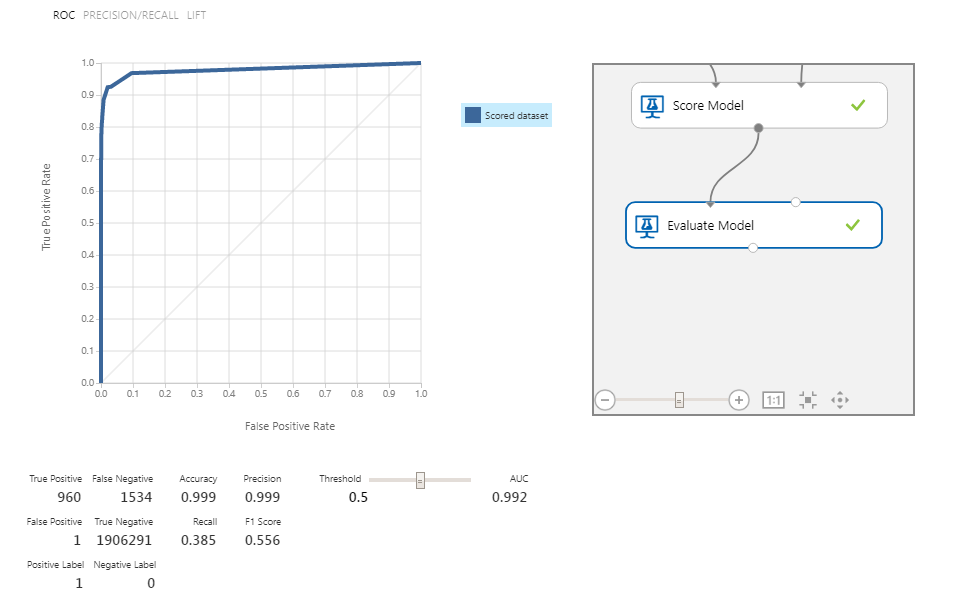 ROC PRECISION/RECALL LIFT
1.0
0.9
0.8
0.7
0.6
0.5
0.4
0.3
0.2
0.1
0.0
True Positive Rate
0.0 0.1 0.2 0.3 0.4 0.5 0.6 0.7 0.8 0.9 1.0
False Positive Rate
Scored dataset
Score Model
Evaluate Model
1:1
True Positive False Negative Accuracy Precision Threshold AUC
960 1534 0.999 0.999 0.5 0.992
False Positive True Negative Recall F1 Score
1 1906291 0.385 0.556
Positive Label Negative Label
1 0